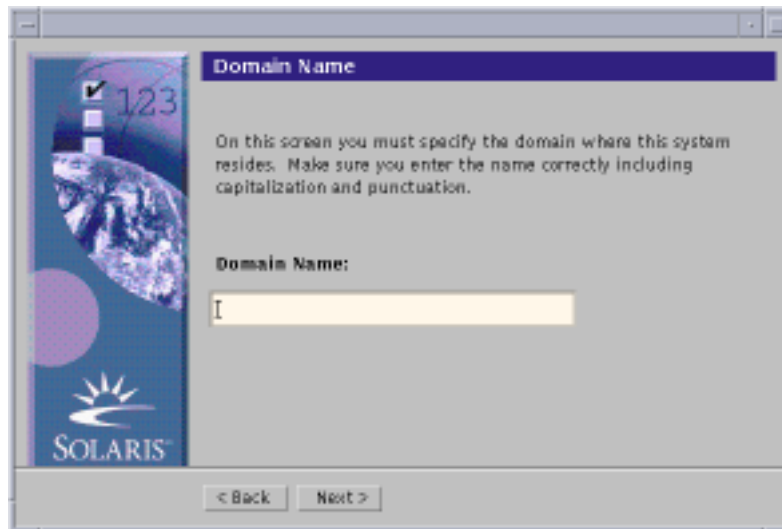 Domain Name
123
On this screen you must specify the domain where this system
resides. Make sure you enter the name correctly including
capitalization and punctuation.
Domain Name:
SOLARIS™
< Back
Next >